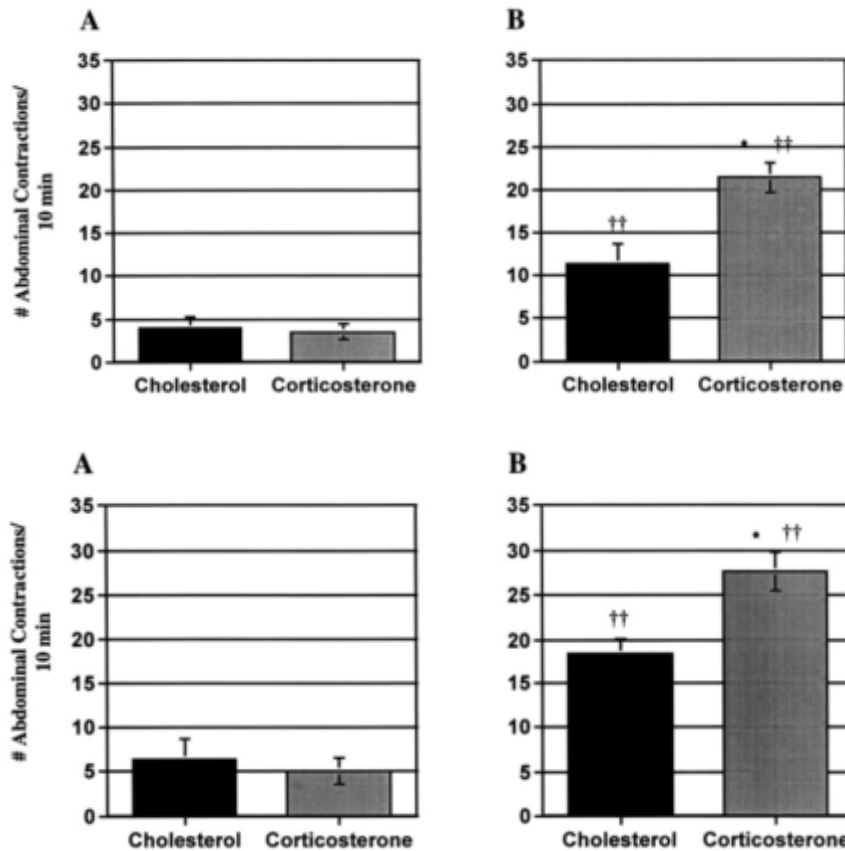 A
B
# Abdominal Contractions/
10 min
35
30
25
20
15
10
5
0
Cholesterol
Corticosterone
35
30
25
20
15
10
5
0
††
* ††
Cholesterol
Corticosterone
A
B
# Abdominal Contractions/
10 min
35
30
25
20
15
10
5
0
Cholesterol
Corticosterone
35
30
25
20
15
10
5
0
††
* ††
Cholesterol
Corticosterone